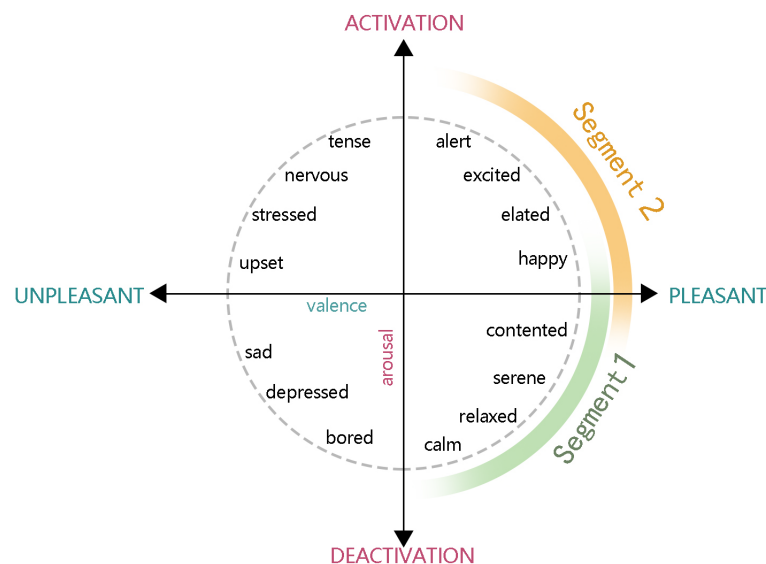 ACTIVATION
Segment 2
tense
alert
nervous
excited
stressed
elated
upset
happy
UNPLEASANT
PLEASANT
valence
contented
arousal
sad
serene
depressed
relaxed
Segment 1
bored
calm
DEACTIVATION